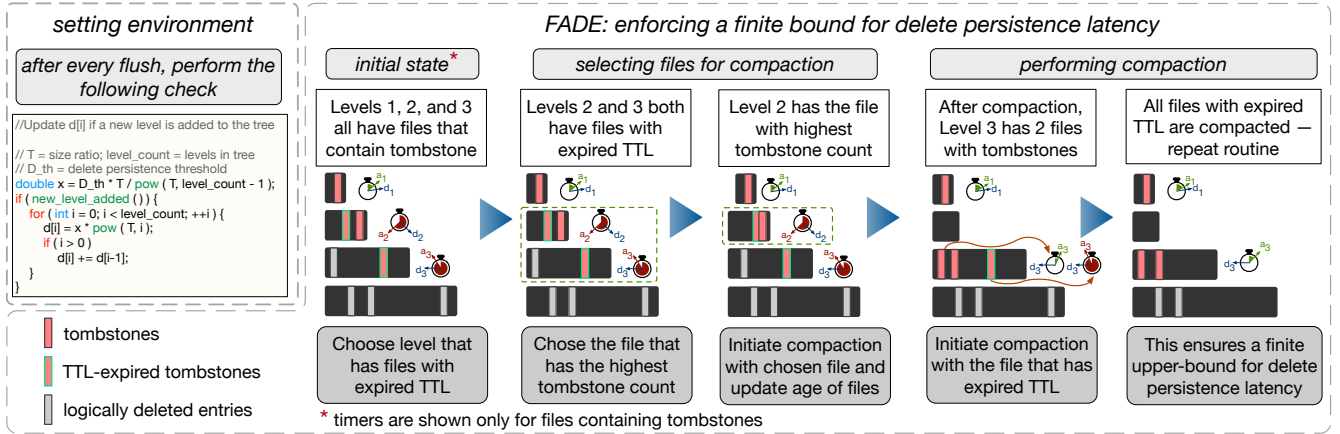 setting environment
after every flush, perform the
following check
//Update d[i] if a new level is added to the tree
// T = size ratio; level_count = levels in tree
// D_th = delete persistence threshold
double x = D_th * T / pow ( T, level_count - 1 );
if ( new_level_added () ) {
for ( int i = 0; i < level_count; ++i ) {
d[i] = x * pow ( T, i );
if ( i > 0 )
d[i] += d[i-1];
}
}
tombstones
TTL-expired tombstones
logically deleted entries
FADE: enforcing a finite bound for delete persistence latency
initial state*
selecting files for compaction
performing compaction
Levels 1, 2, and 3
all have files that
contain tombstone
a1
d1
a2
d2
a3
d3
Choose level that
has files with
expired TTL
Levels 2 and 3 both
have files with
expired TTL
a1
d1
a2
d2
a3
d3
Chose the file that
has the highest
tombstone count
Level 2 has the file
with highest
tombstone count
a1
d1
a2
d2
a3
d3
Initiate compaction
with chosen file and
update age of files
After compaction,
Level 3 has 2 files
with tombstones
a1
d1
a3
d3
a3
d3
Initiate compaction
with the file that has
expired TTL
All files with expired
TTL are compacted —
repeat routine
a1
d1
a3
d3
This ensures a finite
upper-bound for delete
persistence latency
* timers are shown only for files containing tombstones